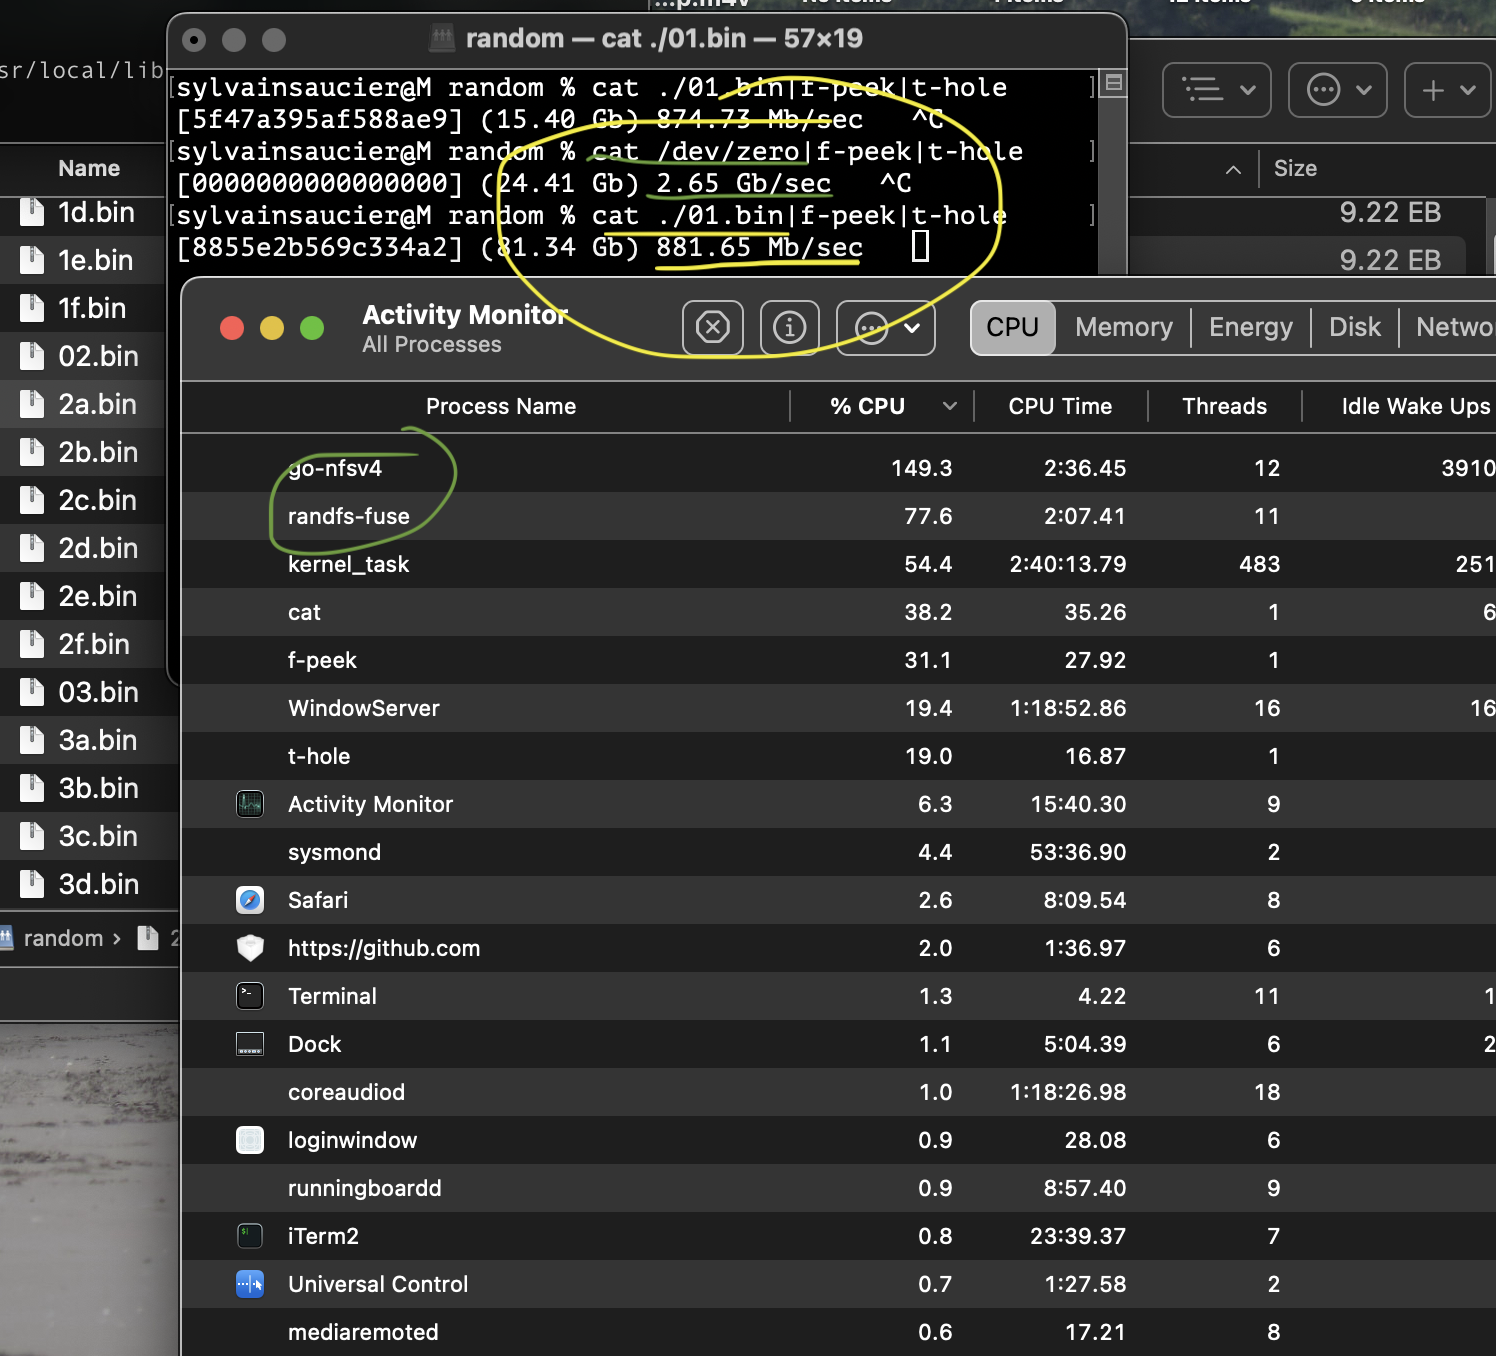 ...p.m4v
random — cat ./01.bin — 57×19
sr/local/lib
[sylvainsaucier@M random % cat ./01.bin|f-peek|t-hole ]
[5f47a395af588ae9] (15.40 Gb) 874.73 Mb/sec ^C
[sylvainsaucier@M random % cat /dev/zero|f-peek|t-hole ]
[0000000000000000] (24.41 Gb) 2.65 Gb/sec ^C
[sylvainsaucier@M random % cat ./01.bin|f-peek|t-hole ]
[8855e2b569c334a2] (81.34 Gb) 881.65 Mb/sec
Name
Size
1d.bin
9.22 EB
1e.bin
9.22 EB
1f.bin
02.bin
2a.bin
2b.bin
2c.bin
2d.bin
2e.bin
2f.bin
03.bin
3a.bin
3b.bin
3c.bin
3d.bin
random ›
Activity Monitor
All Processes
CPU Memory Energy Disk Netwo
Process Name % CPU CPU Time Threads Idle Wake Ups
go-nfsv4 149.3 2:36.45 12 3910
randfs-fuse 77.6 2:07.41 11
kernel_task 54.4 2:40:13.79 483 251
cat 38.2 35.26 1 6
f-peek 31.1 27.92 1
WindowServer 19.4 1:18:52.86 16 16
t-hole 19.0 16.87 1
Activity Monitor 6.3 15:40.30 9
sysmond 4.4 53:36.90 2
Safari 2.6 8:09.54 8
https://github.com 2.0 1:36.97 6
Terminal 1.3 4.22 11 1
Dock 1.1 5:04.39 6 2
coreaudiod 1.0 1:18:26.98 18
loginwindow 0.9 28.08 6
runningboardd 0.9 8:57.40 9
iTerm2 0.8 23:39.37 7
Universal Control 0.7 1:27.58 2
mediaremoted 0.6 17.21 8